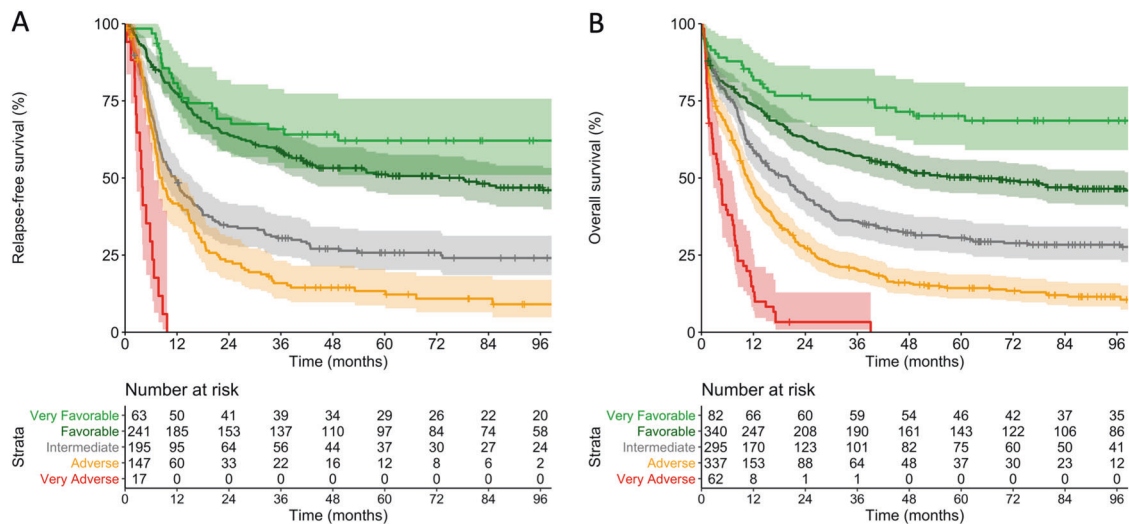 A
100
75
50
25
0
Relapse-free survival (%)
0 12 24 36 48 60 72 84 96
Time (months)
Number at risk
Strata
Very Favorable 63 50 41 39 34 29 26 22 20
Favorable 241 185 153 137 110 97 84 74 58
Intermediate 195 95 64 56 44 37 30 27 24
Adverse 147 60 33 22 16 12 8 6 2
Very Adverse 17 0 0 0 0 0 0 0 0
0 12 24 36 48 60 72 84 96
Time (months)
B
100
75
50
25
0
Overall survival (%)
0 12 24 36 48 60 72 84 96
Time (months)
Number at risk
Strata
Very Favorable 82 66 60 59 54 46 42 37 35
Favorable 340 247 208 190 161 143 122 106 86
Intermediate 295 170 123 101 82 75 60 50 41
Adverse 337 153 88 64 48 37 30 23 12
Very Adverse 62 8 1 1 0 0 0 0 0
0 12 24 36 48 60 72 84 96
Time (months)